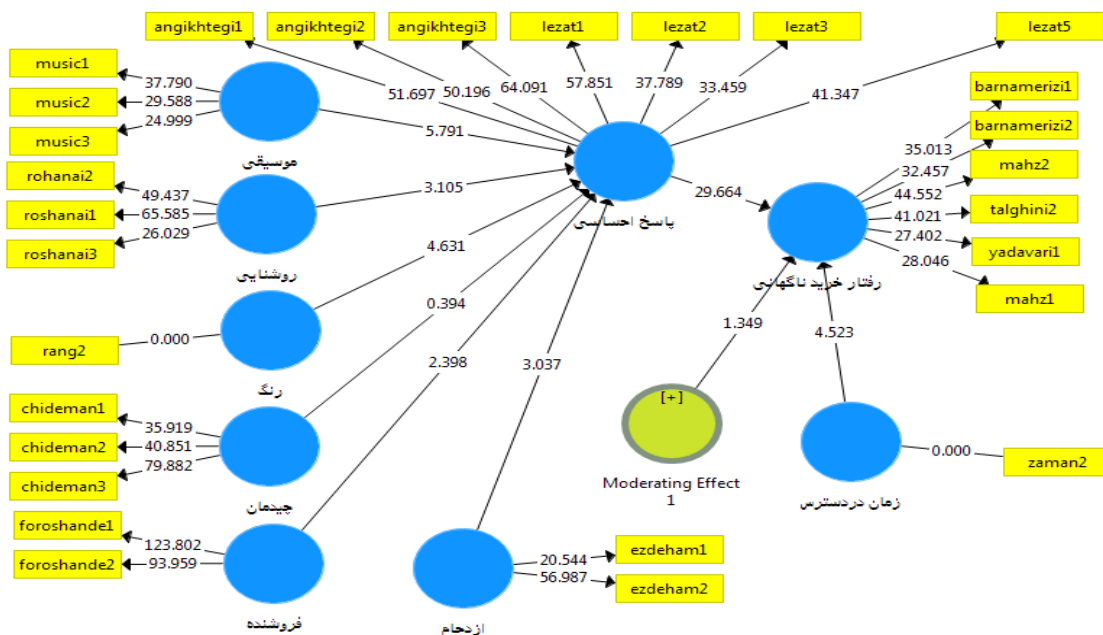 angikhtegi1
angikhtegi2
angikhtegi3
lezat1
lezat2
lezat3
lezat5
music1
music2
music3
37.790
29.588
24.999
موسیقی
51.697
50.196
64.091
57.851
37.789
33.459
41.347
5.791
پاسخ احساسی
barnamerizi1
barnamerizi2
mahz2
talghini2
yadavari1
mahz1
35.013
32.457
44.552
41.021
27.402
28.046
29.664
رفتار خرید ناگهانی
rohanai2
roshanai1
roshanai3
49.437
65.585
26.029
روشنایی
3.105
4.631
rang2
0.000
رنگ
0.394
2.398
3.037
1.349
4.523
chideman1
chideman2
chideman3
35.919
40.851
79.882
چیدمان
[+]
Moderating Effect
1
زمان دردسترس
0.000
zaman2
foroshande1
foroshande2
123.802
93.959
فروشنده
ازدحام
20.544
56.987
ezdeham1
ezdeham2